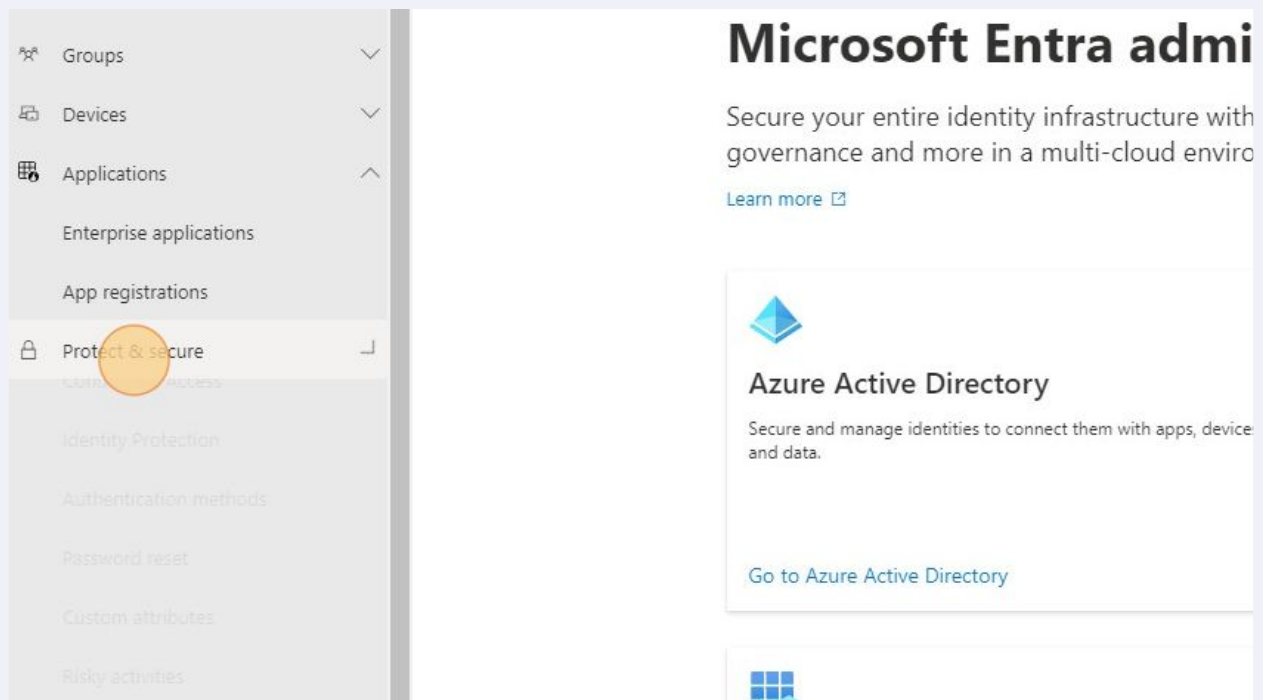 Groups
Devices
Applications
Enterprise applications
App registrations
Protect & secure
Conditional Access
Identity Protection
Authentication methods
Password reset
Custom attributes
Risky activities
Microsoft Entra admi
Secure your entire identity infrastructure with
governance and more in a multi-cloud enviro
Learn more
Azure Active Directory
Secure and manage identities to connect them with apps, device
and data.
Go to Azure Active Directory